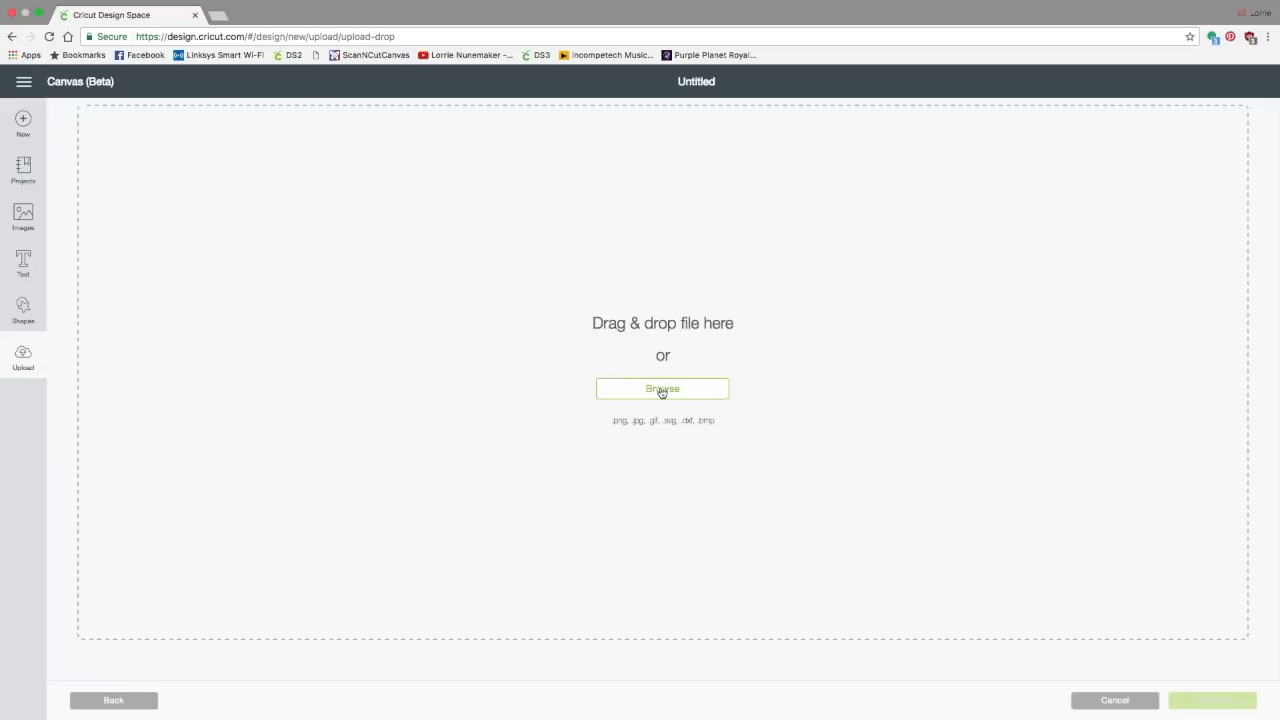 Cricut Design Space
Lorrie
Secure https://design.cricut.com/#/design/new/upload/upload-drop
Apps Bookmarks Facebook Linksys Smart Wi-Fi DS2 ScanNCutCanvas Lorrie Nunemaker -... DS3 Incompetech Music... Purple Planet Royal...
Canvas (Beta) Untitled
New
Projects
Images
Text
Shapes
Upload
Drag & drop file here
or
Browse
.png, .jpg, .gif, .svg, .dxf, .bmp
Back Cancel